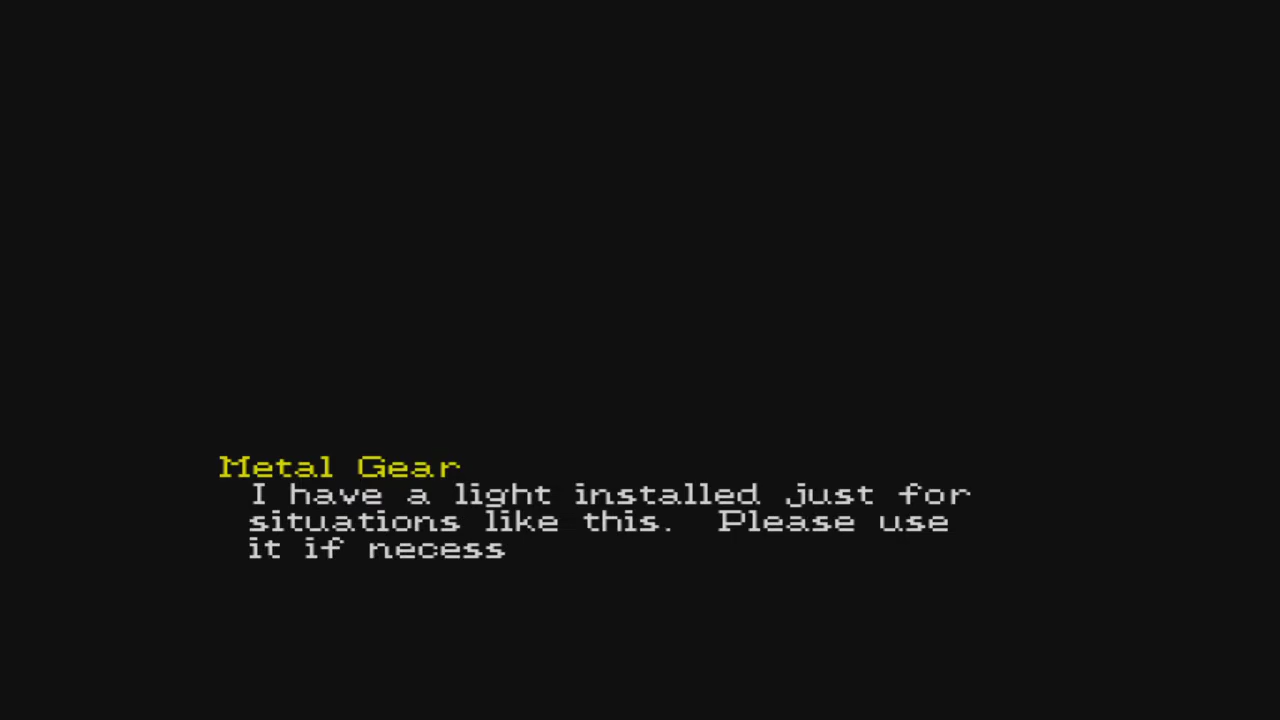 Metal Gear
I have a light installed just for
situations like this.  Please use
it if necess